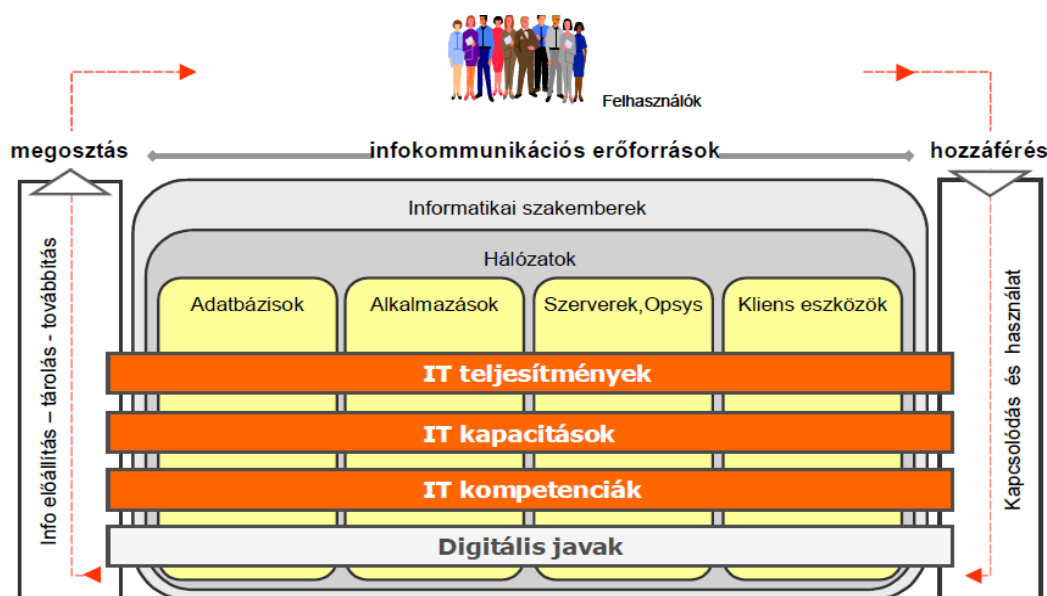 Felhasználók
megosztás
infokommunikációs erőforrások
hozzáférés
Informatikai szakemberek
Hálózatok
Adatbázisok
Alkalmazások
Szerverek,Opsys
Kliens eszközök
IT teljesítmények
IT kapacitások
IT kompetenciák
Digitális javak
Info előállítás – tárolás - továbbítás
Kapcsolódás és használat